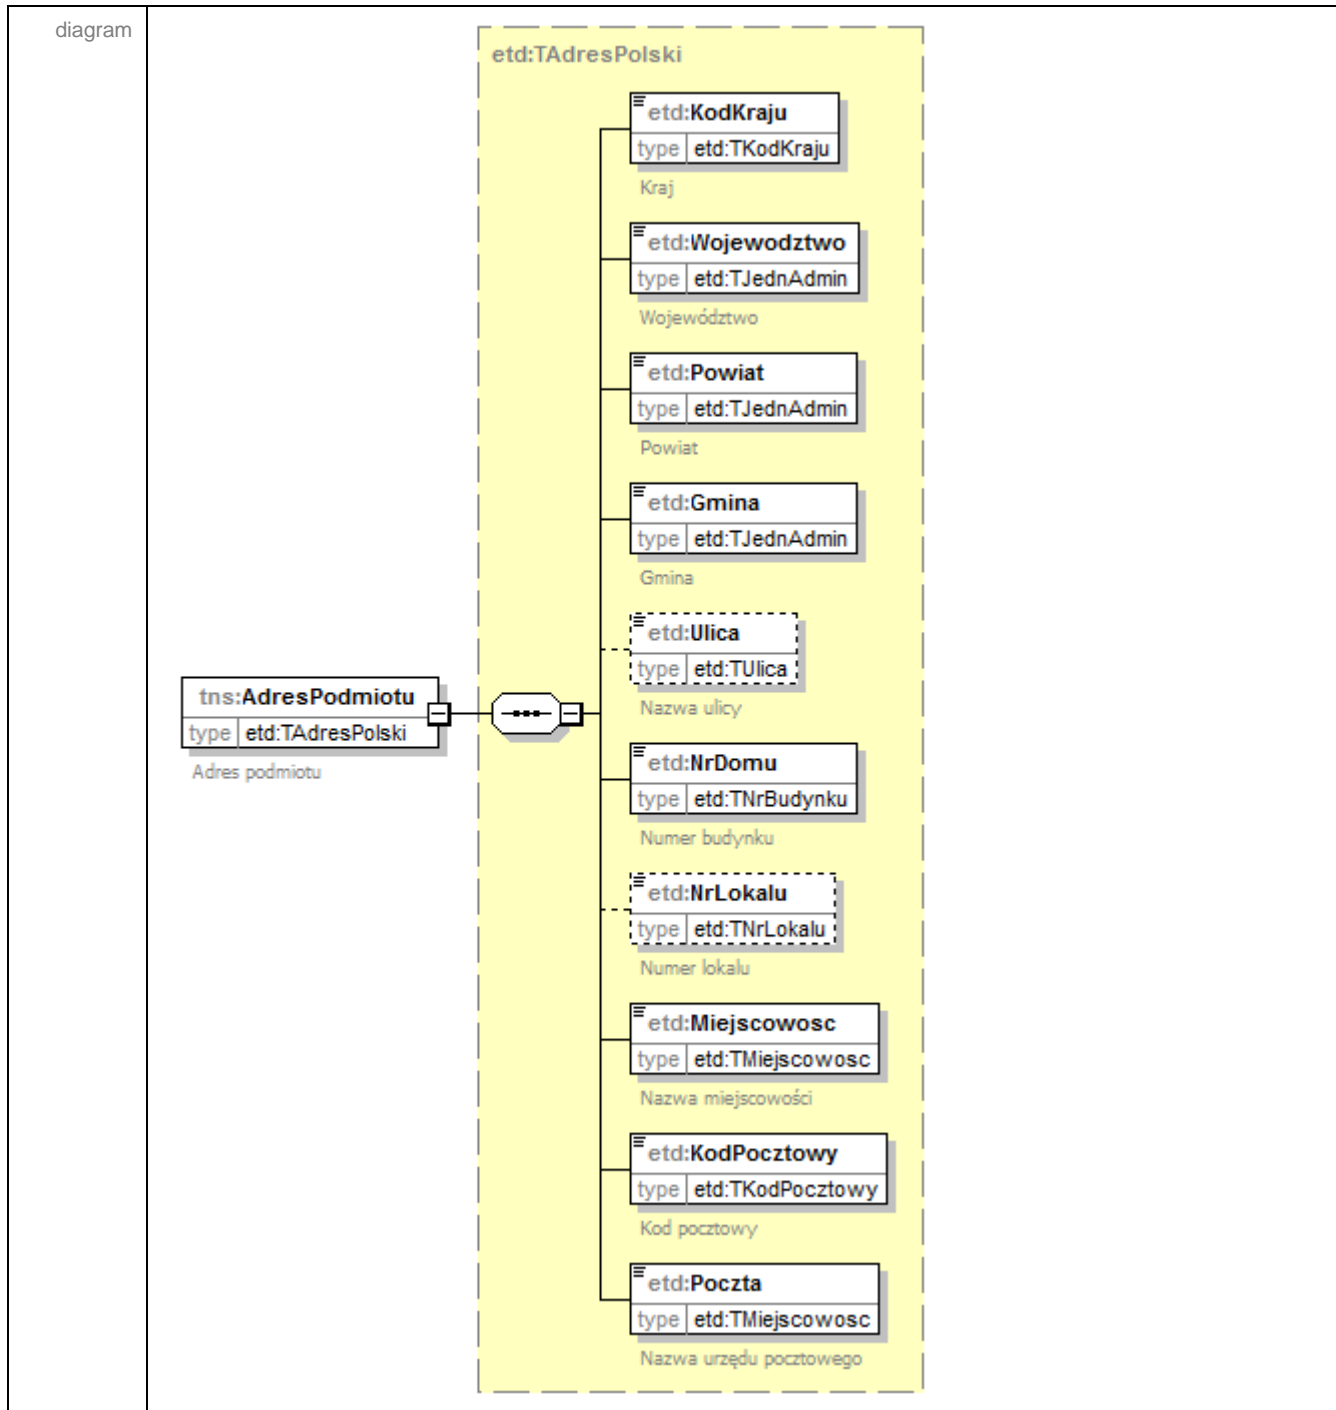 diagram
etd:TAdresPolski
etd:KodKraju
type etd:TKodKraju
Kraj
etd:Wojewodztwo
type etd:TJednAdmin
Województwo
etd:Powiat
type etd:TJednAdmin
Powiat
etd:Gmina
type etd:TJednAdmin
Gmina
etd:Ulica
type etd:TUlica
Nazwa ulicy
tns:AdresPodmiotu
type etd:TAdresPolski
Adres podmiotu
etd:NrDomu
type etd:TNrBudynku
Numer budynku
etd:NrLokalu
type etd:TNrLokalu
Numer lokalu
etd:Miejscowosc
type etd:TMiejscowosc
Nazwa miejscowości
etd:KodPocztowy
type etd:TKodPocztowy
Kod pocztowy
etd:Poczta
type etd:TMiejscowosc
Nazwa urzędu pocztowego